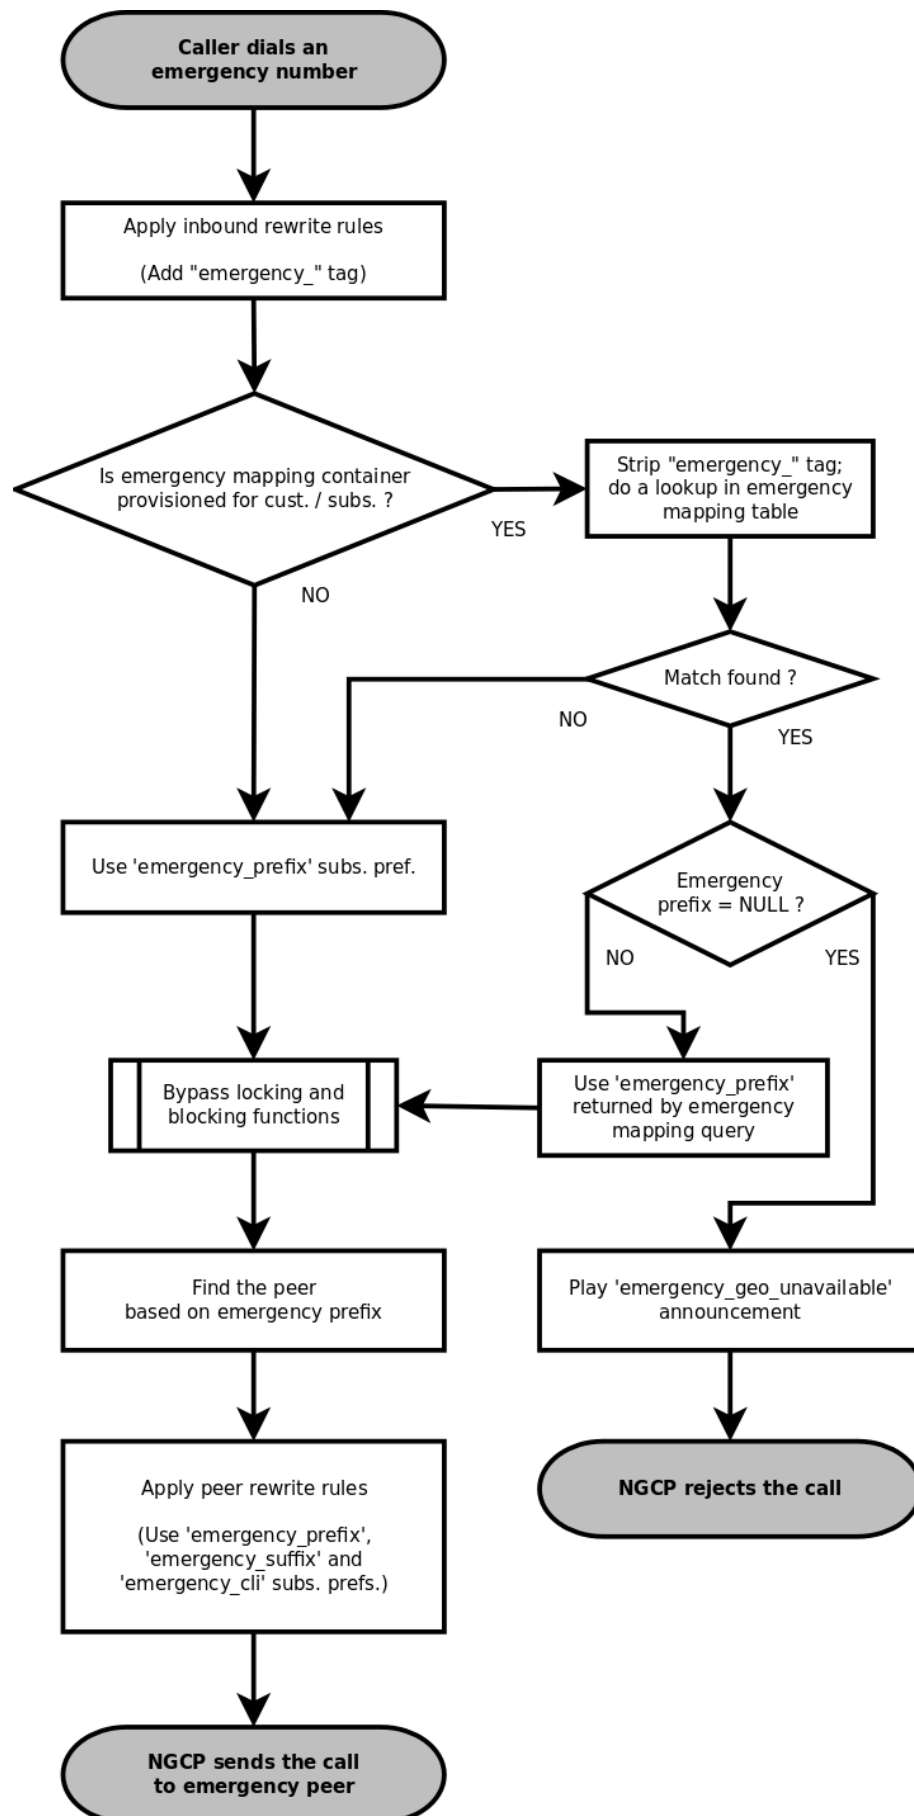 Caller dials an
emergency number
Apply inbound rewrite rules
(Add "emergency_" tag)
Is emergency mapping container
provisioned for cust. / subs. ?
YES
NO
Strip "emergency_" tag;
do a lookup in emergency
mapping table
Match found ?
NO
YES
Use 'emergency_prefix' subs. pref.
Emergency
prefix = NULL ?
NO
YES
Bypass locking and
blocking functions
Use 'emergency_prefix'
returned by emergency
mapping query
Find the peer
based on emergency prefix
Play 'emergency_geo_unavailable'
announcement
Apply peer rewrite rules
(Use 'emergency_prefix',
'emergency_suffix' and
'emergency_cli' subs. prefs.)
NGCP rejects the call
NGCP sends the call
to emergency peer